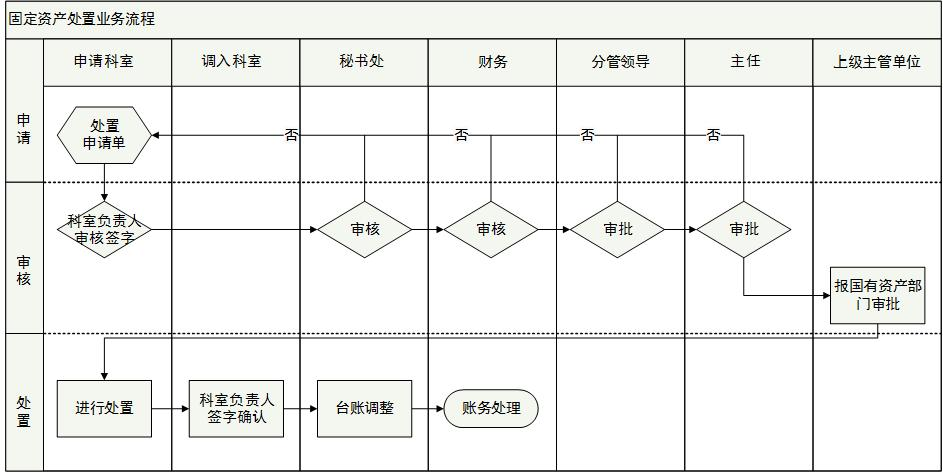 固定资产处置业务流程
申请科室
调入科室
秘书处
财务
分管领导
主任
上级主管单位
申
请
处置
申请单
否
否
否
否
审
核
科室负责人
审核签字
审核
审核
审批
审批
报国有资产部
门审批
处
置
进行处置
科室负责人
签字确认
台账调整
账务处理